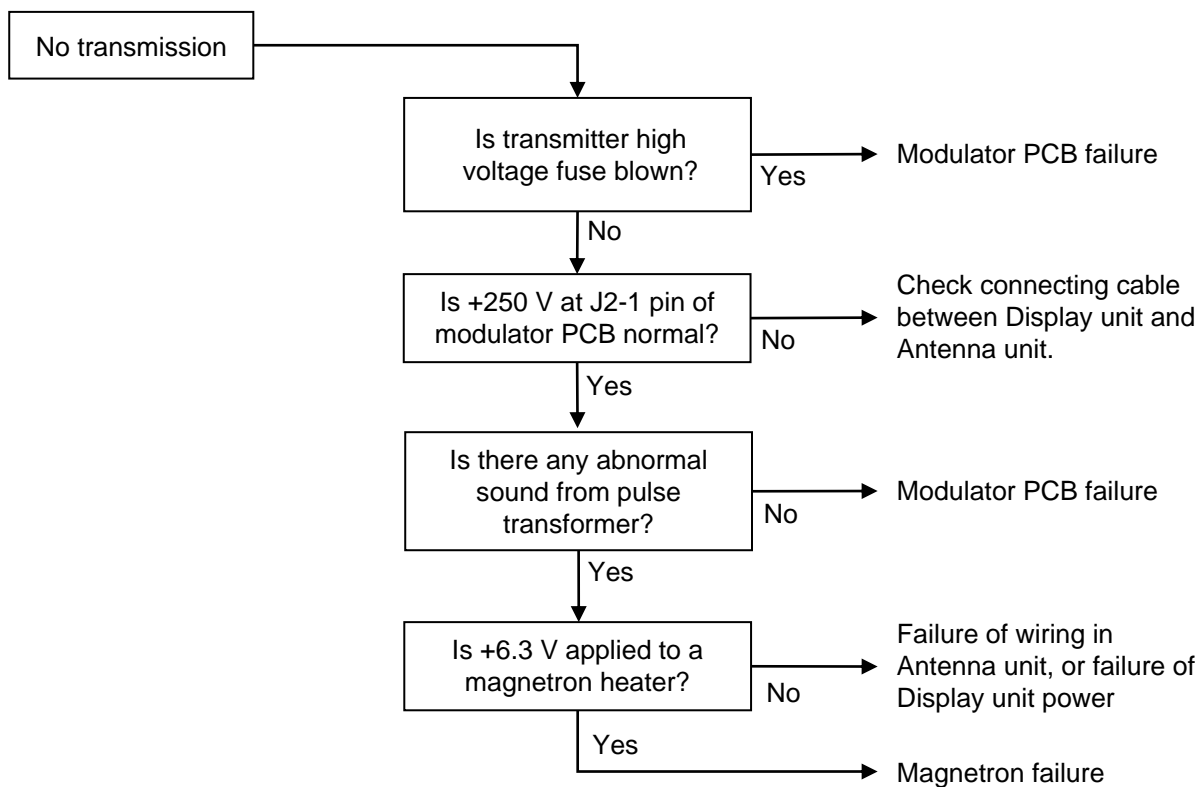 No transmission
Is transmitter high
voltage fuse blown?
Yes
Modulator PCB failure
No
Is +250 V at J2-1 pin of
modulator PCB normal?
No
Check connecting cable
between Display unit and
Antenna unit.
Yes
Is there any abnormal
sound from pulse
transformer?
No
Modulator PCB failure
Yes
Is +6.3 V applied to a
magnetron heater?
No
Failure of wiring in
Antenna unit, or failure of
Display unit power
Yes
Magnetron failure